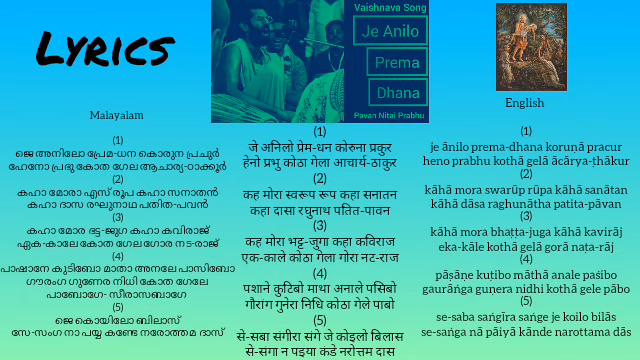 Lyrics
Vaishnava Song
Je Anilo
Prema
Dhana
Pavan Nitai Prabhu
Malayalam
(1)
ജെ അനിലോ പ്രേമ-ധന കൊരുന പ്രചുർ
ഹേനോ പ്രഭു കോത ഗേല ആചാര്യ-ഠാക്കൂർ
(2)
കഹാ മോരാ എസ് രൂപ കഹാ സനാതൻ
കഹാ ദാസ രഘുനാഥ പതിത-പവൻ
(3)
കഹാ മോര ഭട്ട-ജുഗ കഹാ കവിരാജ്
ഏക-കാലേ കോത ഗേല ഗോര നട-രാജ്
(4)
പാഷാനേ കുടിബോ മാതാ അനലേ പാസിബോ
ഗൗരംഗ ഗുണേര നിധി കോത ഗേലേ
പാബോഗേ- സീരാസബാഗേ
(5)
ജെ കൊയിലോ ബിലാസ്
സേ-സംഗ നാ പയ്യ കണ്ടേ നരോത്തമ ദാസ്
(1)
जे अनिलो प्रेम-धन कोरुना प्रकुर
हेनो प्रभु कोठा गेला आचार्य-ठाकुर
(2)
कह मोरा स्वरूप रूप कहा सनातन
कहा दासा रघुनाथ पतित-पावन
(3)
कह मोरा भट्ट-जुगा कहा कविराज
एक-काले कोठा गेला गोरा नट-राज
(4)
पशाने कुटिबो माथा अनाले पसिबो
गौरांग गुनेरा निधि कोठा गेले पाबो
(5)
से-सबा संगीरा संगे जे कोइलो बिलास
से-संगा न पइया कंडे नरोत्तम दास
English
(1)
je ānilo prema-dhana koruṇā pracur
heno prabhu kothā gelā ācārya-ṭhākur
(2)
kāhā mora swarūp rūpa kāhā sanātan
kāhā dāsa raghunātha patita-pāvan
(3)
kāhā mora bhaṭṭa-juga kāhā kavirāj
eka-kāle kothā gelā gorā naṭa-rāj
(4)
pāṣāṇe kuṭibo māthā anale paśibo
gaurāṅga guṇera nidhi kothā gele pābo
(5)
se-saba saṅgīra saṅge je koilo bilās
se-saṅga nā pāiyā kānde narottama dās